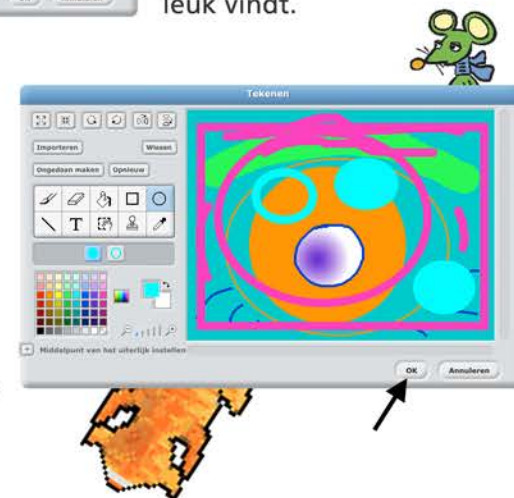 leuk vindt.
Tekenen
Importeren
Wissen
Ongedaan maken
Opnieuw
T
Middelpunt van het uiterlijk instellen
OK
Annuleren